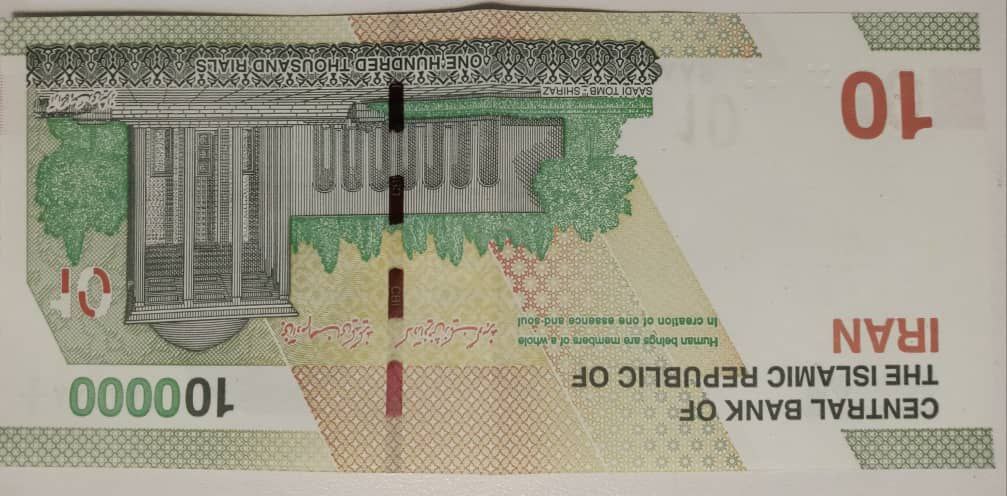 CENTRAL BANK OF
THE ISLAMIC REPUBLIC OF
IRAN
100000
Human beings are members of a whole
In creation of one essence and soul
بنی آدم اعضای یکدیگرند
که در آفرینش ز یک گوهرند
CBI
10
10
SAADI TOMB - SHIRAZ
آرامگاه سعدی شیراز
ONE HUNDRED THOUSAND RIALS